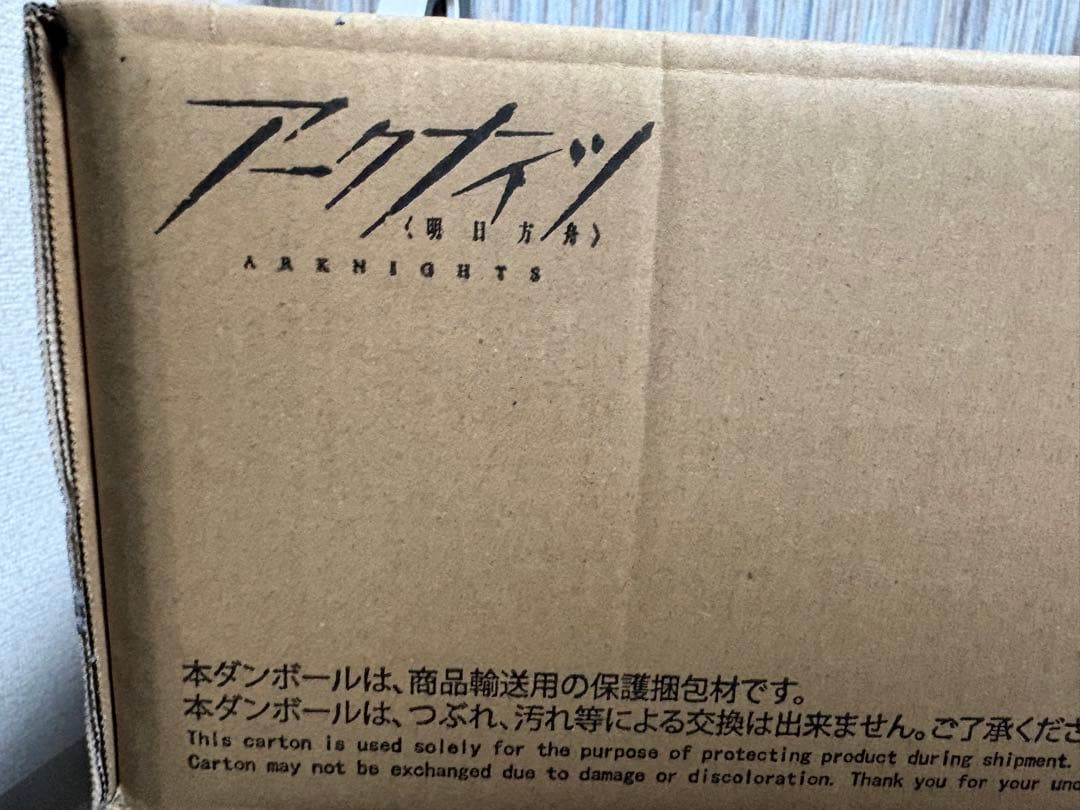 アークナイツ
《明日方舟》
ARKNIGHTS
本ダンボールは、商品輸送用の保護捆包材です。
本ダンボールは、つぶれ、汚れ等による交換は出来ません。ご了承くださ
This carton is used solely for the purpose of protecting product during shipment.
Carton may not be exchanged due to damage or discoloration. Thank you for your